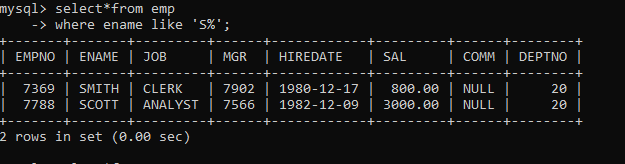 mysql> select*from emp
    -> where ename like 'S%';
+-------+-------+---------+------+------------+---------+------+--------+
| EMPNO | ENAME | JOB     | MGR  | HIREDATE   | SAL     | COMM | DEPTNO |
+-------+-------+---------+------+------------+---------+------+--------+
|  7369 | SMITH | CLERK   | 7902 | 1980-12-17 |  800.00 | NULL |     20 |
|  7788 | SCOTT | ANALYST | 7566 | 1982-12-09 | 3000.00 | NULL |     20 |
+-------+-------+---------+------+------------+---------+------+--------+
2 rows in set (0.00 sec)